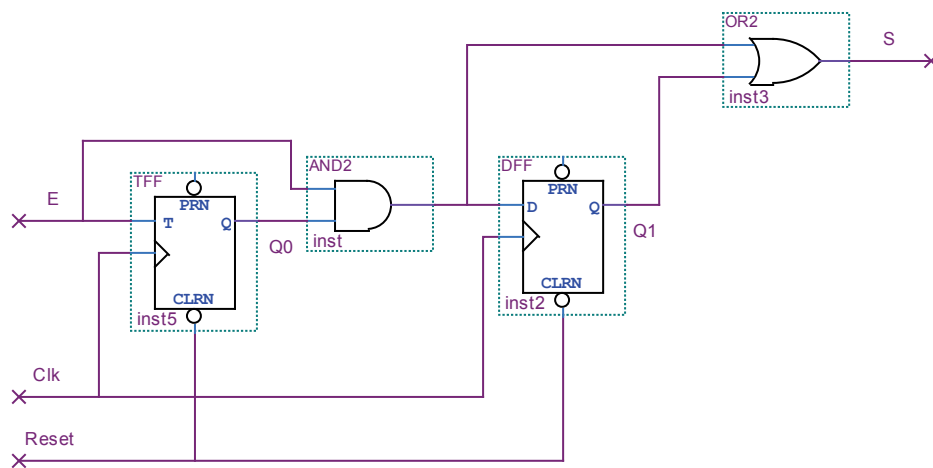 OR2
S
inst3
E
TFF
PRN
T
Q
CLRN
inst5
Q0
AND2
inst
DFF
PRN
D
Q
CLRN
inst2
Q1
Clk
Reset